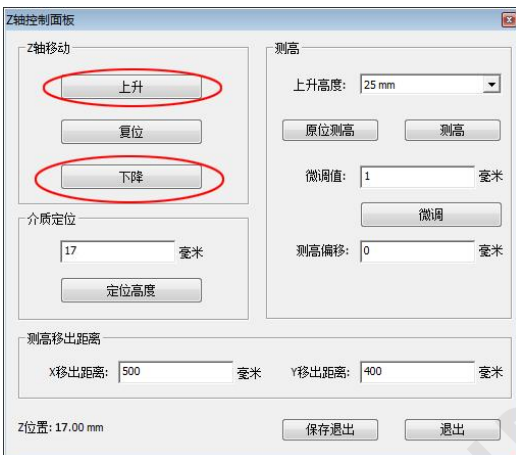 Z轴控制面板
Z轴移动
上升
复位
下降
介质定位
17 毫米
定位高度
测高
上升高度: 25 mm
原位测高 测高
微调值: 1 毫米
微调
测高偏移: 0 毫米
测高移出距离
X移出距离: 500 毫米 Y移出距离: 400 毫米
Z位置: 17.00 mm 保存退出 退出